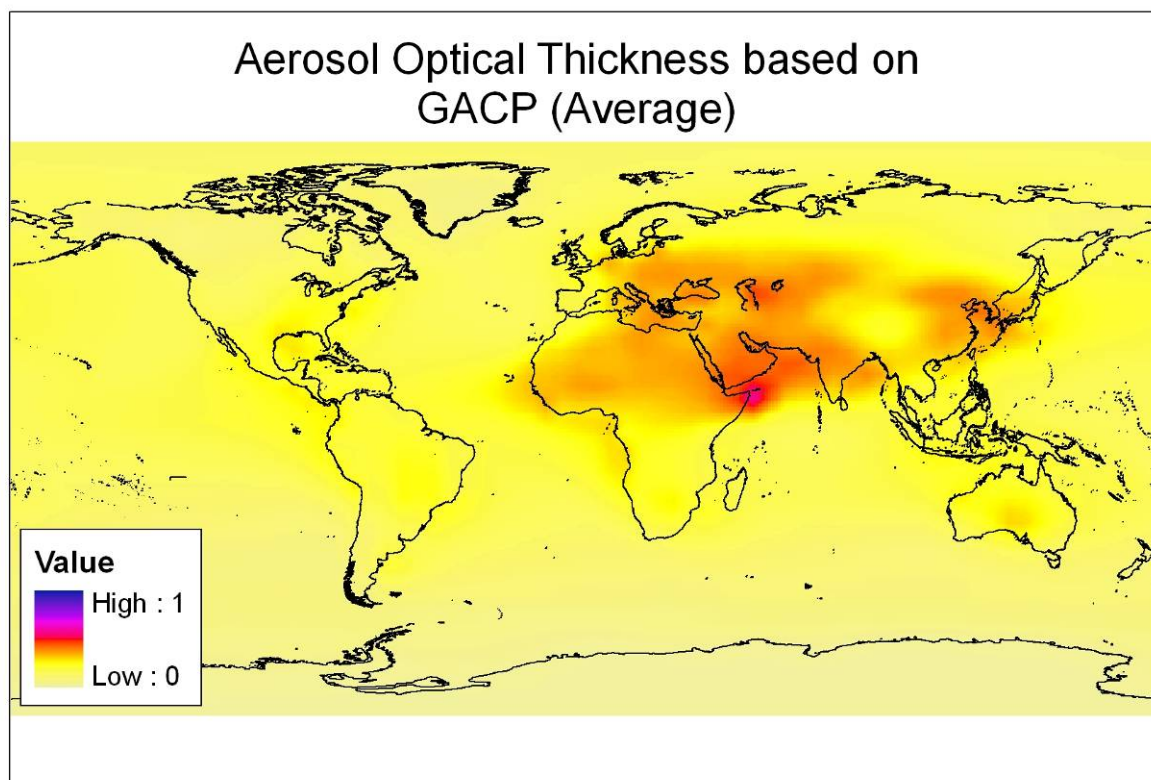 Aerosol Optical Thickness based on
GACP (Average)
Value
High : 1
Low : 0